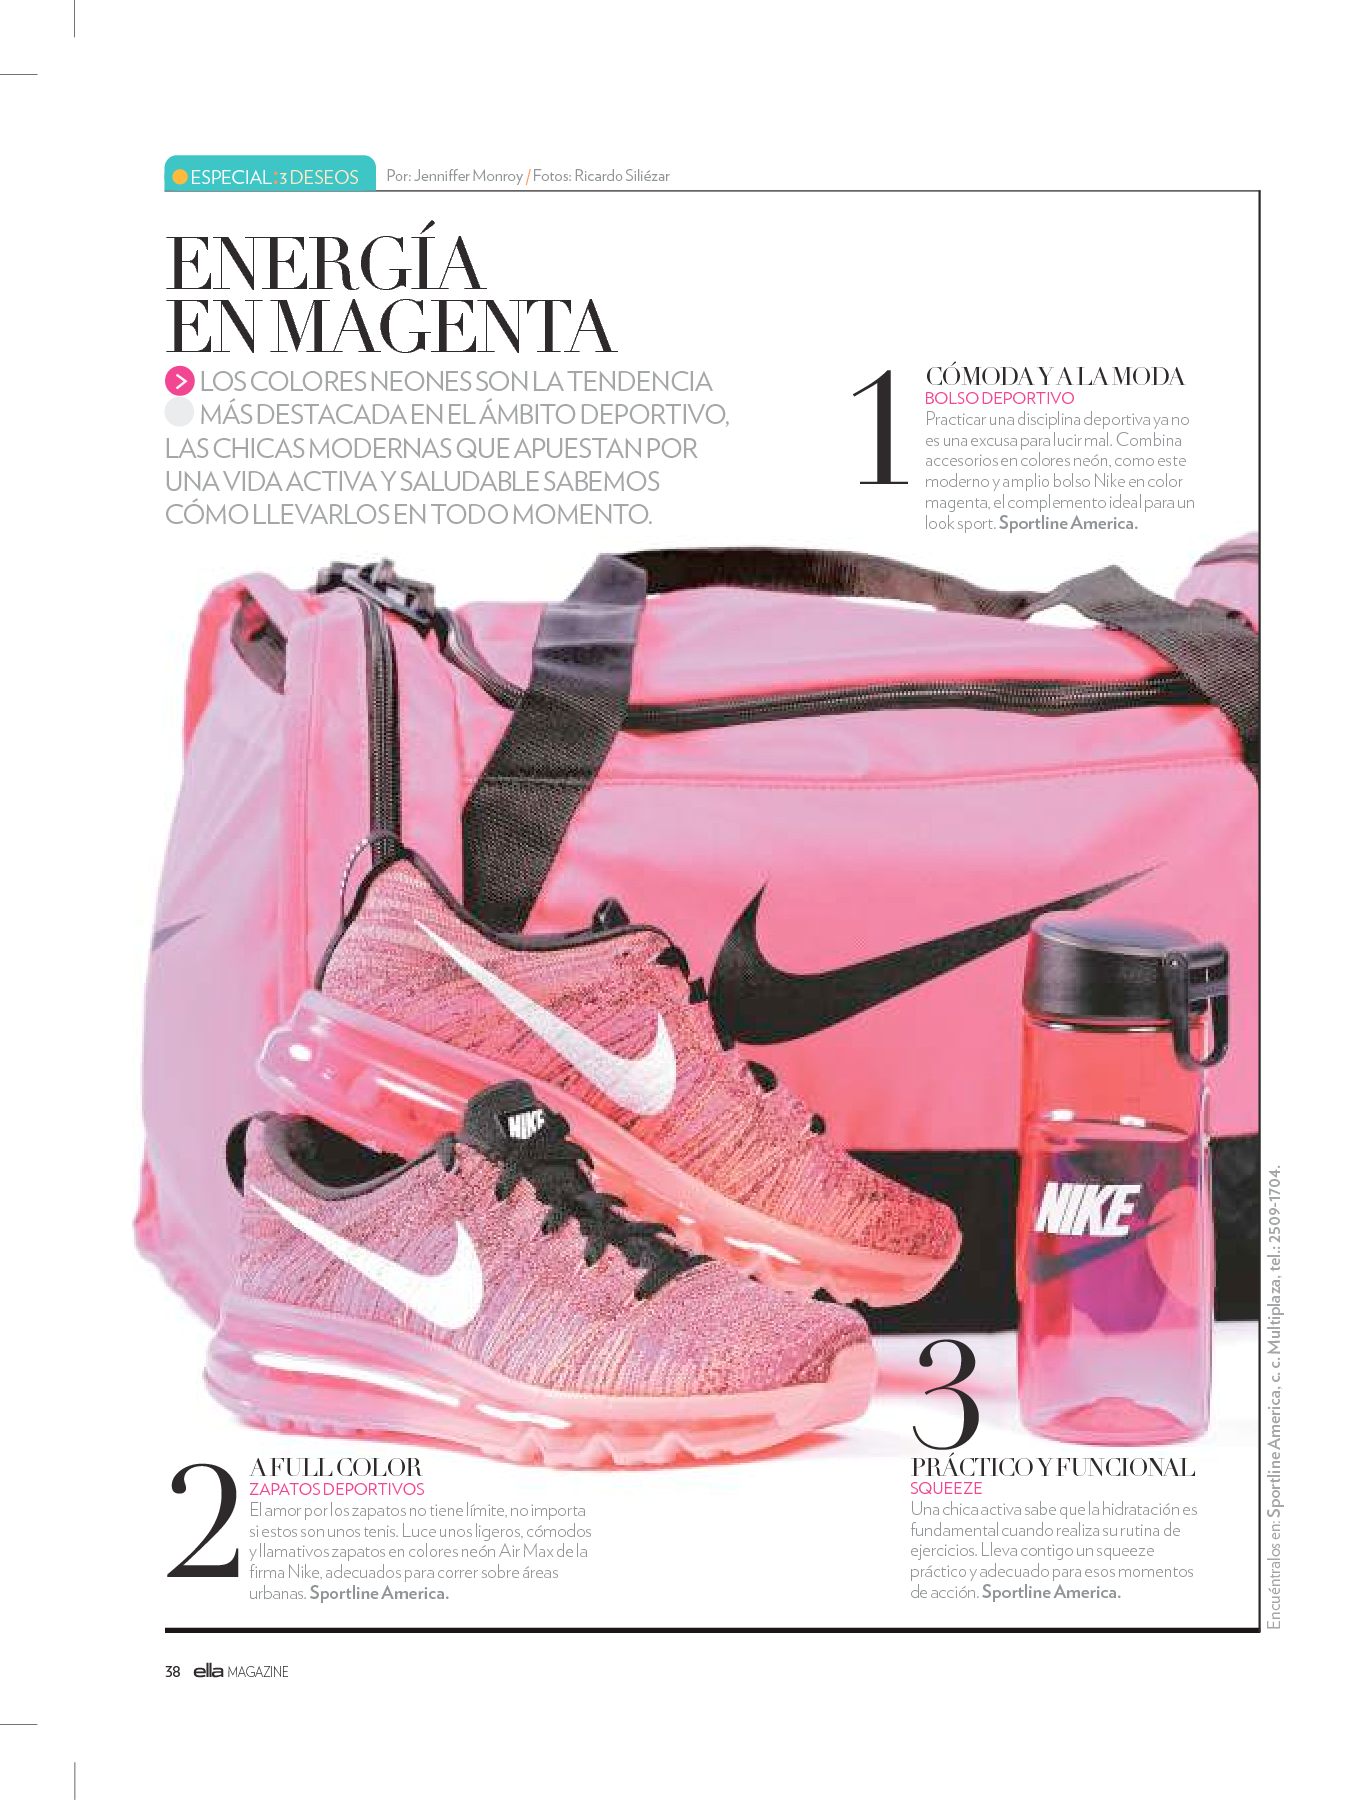 ESPECIAL:3 DESEOS
Por: Jenniffer Monroy / Fotos: Ricardo Siliézar
ENERGÍA
EN MAGENTA
LOS COLORES NEONES SON LA TENDENCIA
MÁS DESTACADA EN EL ÁMBITO DEPORTIVO,
LAS CHICAS MODERNAS QUE APUESTAN POR
UNA VIDA ACTIVA Y SALUDABLE SABEMOS
CÓMO LLEVARLOS EN TODO MOMENTO.
1
CÓMODA Y A LA MODA
BOLSO DEPORTIVO
Practicar una disciplina deportiva ya no
es una excusa para lucir mal. Combina
accesorios en colores neón, como este
moderno y amplio bolso Nike en color
magenta, el complemento ideal para un
look sport. Sportline America.
NIKE
NIKE
2
A FULL COLOR
ZAPATOS DEPORTIVOS
El amor por los zapatos no tiene límite, no importa
si estos son unos tenis. Luce unos ligeros, cómodos
y llamativos zapatos en colores neón Air Max de la
firma Nike, adecuados para correr sobre áreas
urbanas. Sportline America.
3
PRÁCTICO Y FUNCIONAL
SQUEEZE
Una chica activa sabe que la hidratación es
fundamental cuando realiza su rutina de
ejercicios. Lleva contigo un squeeze
práctico y adecuado para esos momentos
de acción. Sportline America.
Encuéntralos en: Sportline America, c. c. Multiplaza, tel.: 2509-1704.
38 ella MAGAZINE